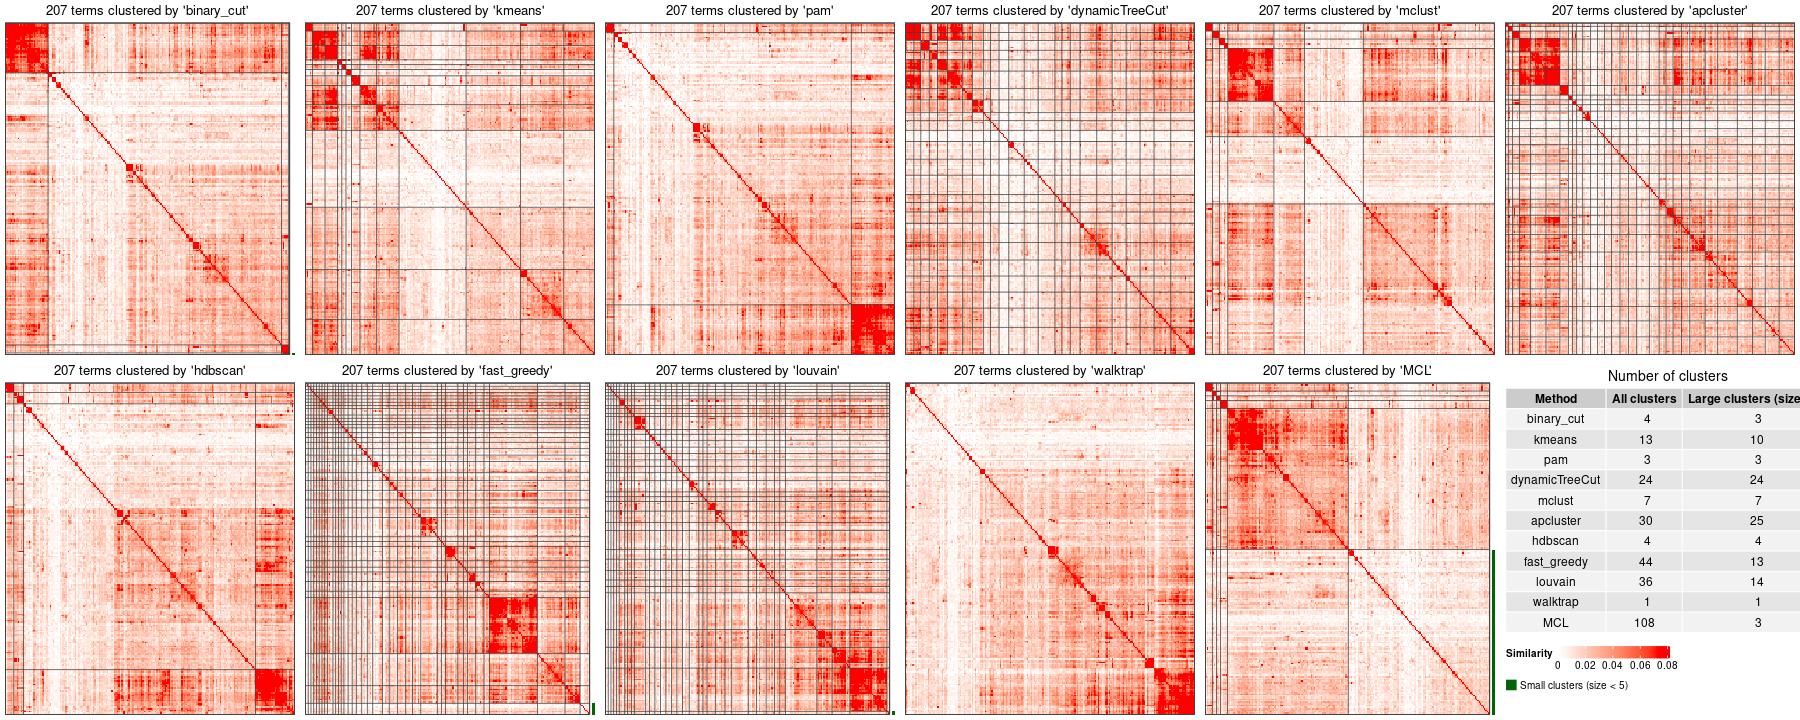 207 terms clustered by 'binary_cut'
207 terms clustered by 'kmeans'
207 terms clustered by 'pam'
207 terms clustered by 'dynamicTreeCut'
207 terms clustered by 'mclust'
207 terms clustered by 'apcluster'
207 terms clustered by 'hdbscan'
207 terms clustered by 'fast_greedy'
207 terms clustered by 'louvain'
207 terms clustered by 'walktrap'
207 terms clustered by 'MCL'
Number of clusters
Method All clusters Large clusters (size
binary_cut 4 3
kmeans 13 10
pam 3 3
dynamicTreeCut 24 24
mclust 7 7
apcluster 30 25
hdbscan 4 4
fast_greedy 44 13
louvain 36 14
walktrap 1 1
MCL 108 3
Similarity
0 0.02 0.04 0.06 0.08
Small clusters (size < 5)